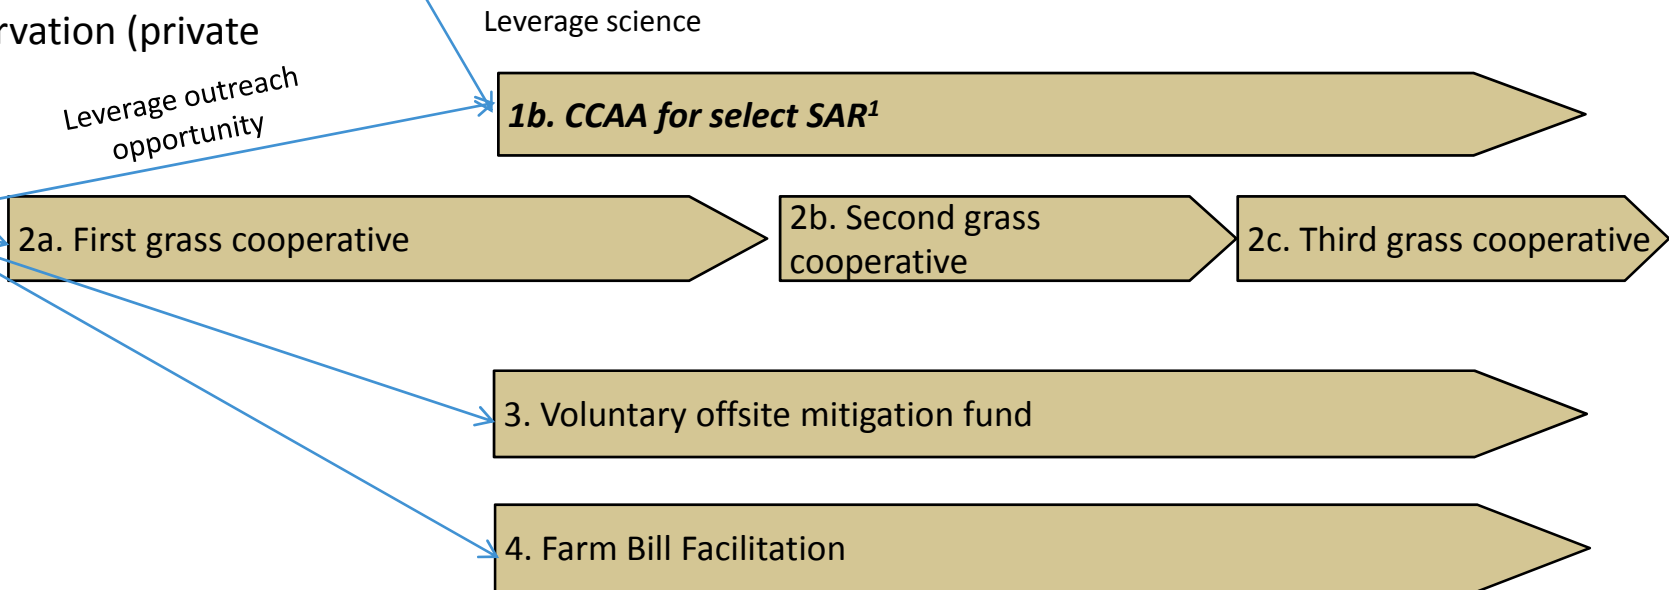 Leverage science
rvation (private
Leverage outreach
opportunity
1b. CCAA for select SAR¹
2a. First grass cooperative
2b. Second grass
cooperative
2c. Third grass cooperative
3. Voluntary offsite mitigation fund
4. Farm Bill Facilitation